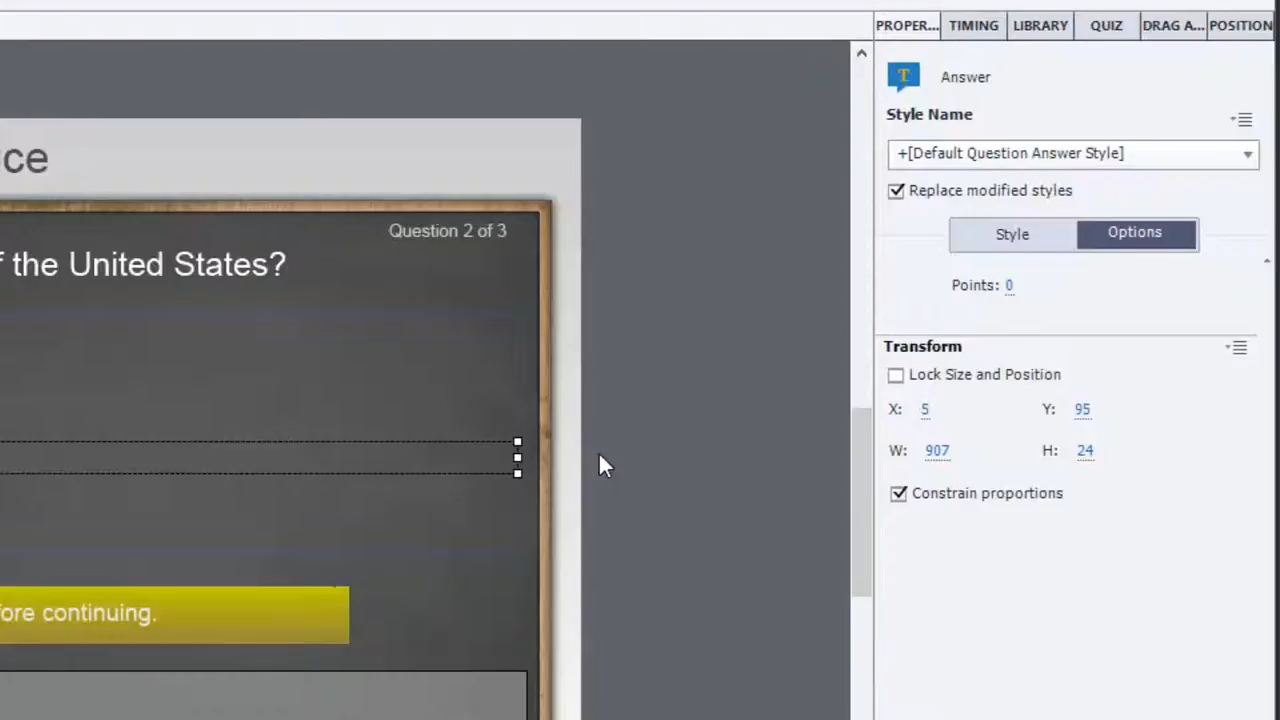 PROPER... TIMING LIBRARY QUIZ DRAG A... POSITION
T Answer
Style Name
+[Default Question Answer Style]
Replace modified styles
Style Options
Points: 0
Transform
Lock Size and Position
X: 5 Y: 95
W: 907 H: 24
Constrain proportions
ce
Question 2 of 3
f the United States?
fore continuing.